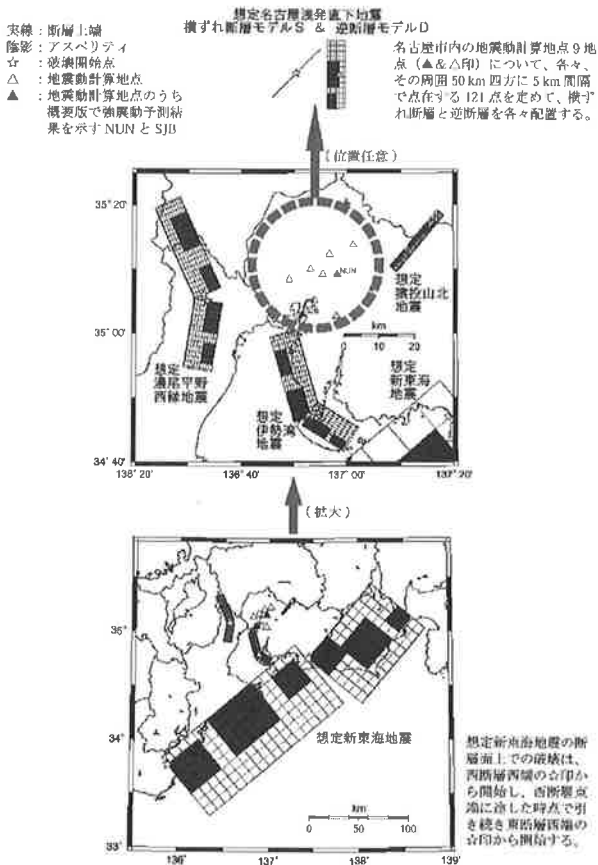 想定名古屋浅発直下地震
横ずれ断層モデルS & 逆断層モデルD
実線：断層上端
陰影：アスペリティ
☆：破壊開始点
△：地震動計算地点
▲：地震動計算地点のうち
概要版で強震動予測結
果を示すNUNとSJB
名古屋市内の地震動計算地点9地
点（▲&△印）について、各々、
その周囲50km四方に5km間隔
で点在する121点を定めて、横ず
れ断層と逆断層を各々配置する。
（位置任意）
35°20'
35°00'
34°40'
NUN
想定
猿投山北
地震
km
0 10 20
想定
濃尾平野
西縁地震
想定
伊勢湾
地震
想定
新東海
地震
136°20'
136°40'
137°00'
137°20'
（拡大）
35°
34°
33°
想定新東海地震
km
0 50 100
136°
137°
138°
139°
想定新東海地震の断
層面上での破壊は、
西断層西端の☆印か
ら開始し、西断層東
端に達した時点で引
き続き東断層西端の
☆印から開始する。